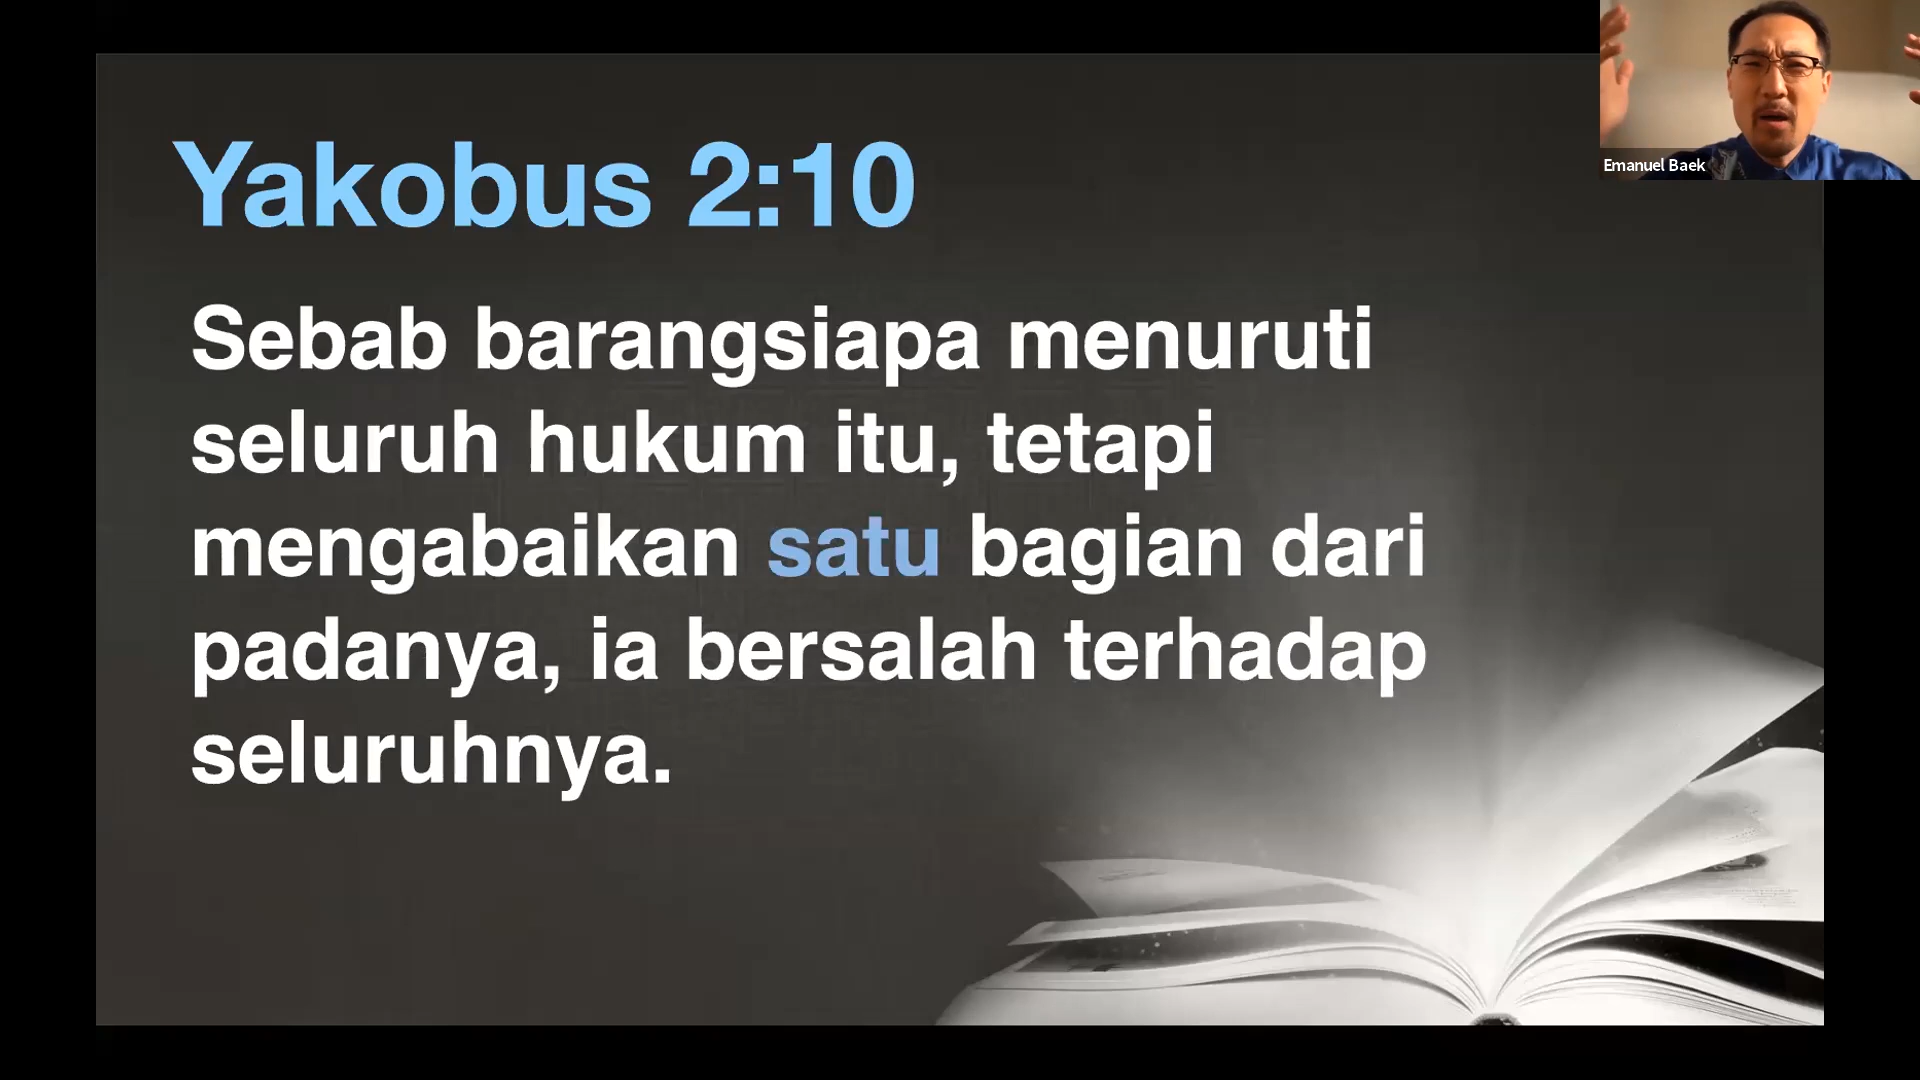 Yakobus 2:10
Sebab barangsiapa menuruti
seluruh hukum itu, tetapi
mengabaikan satu bagian dari
padanya, ia bersalah terhadap
seluruhnya.
Emanuel Baek